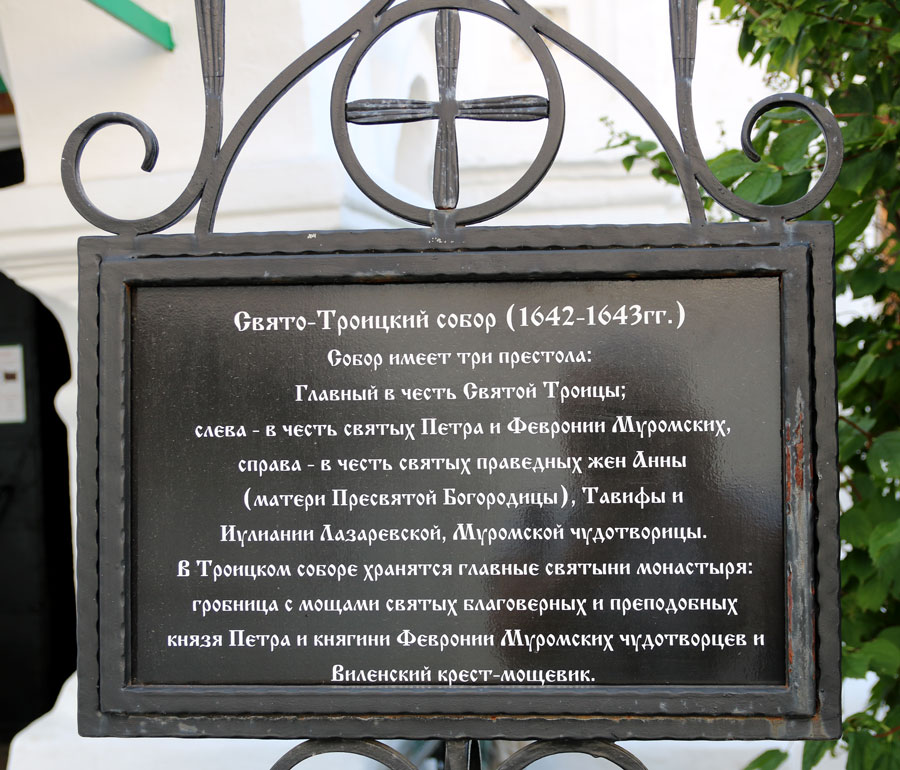 Свято-Троицкий собор (1642-1643гг.)
Собор имеет три престола:
Главный в честь Святой Троицы;
слева - в честь святых Петра и Февронии Муромских,
справа - в честь святых праведных жен Анны
(матери Пресвятой Богородицы), Тавифы и
Иулиании Лазаревской, Муромской чудотворицы.
В Троицком соборе хранятся главные святыни монастыря:
гробница с мощами святых благоверных и преподобных
князя Петра и княгини Февронии Муромских чудотворцев и
Виленский крест-мощевик.